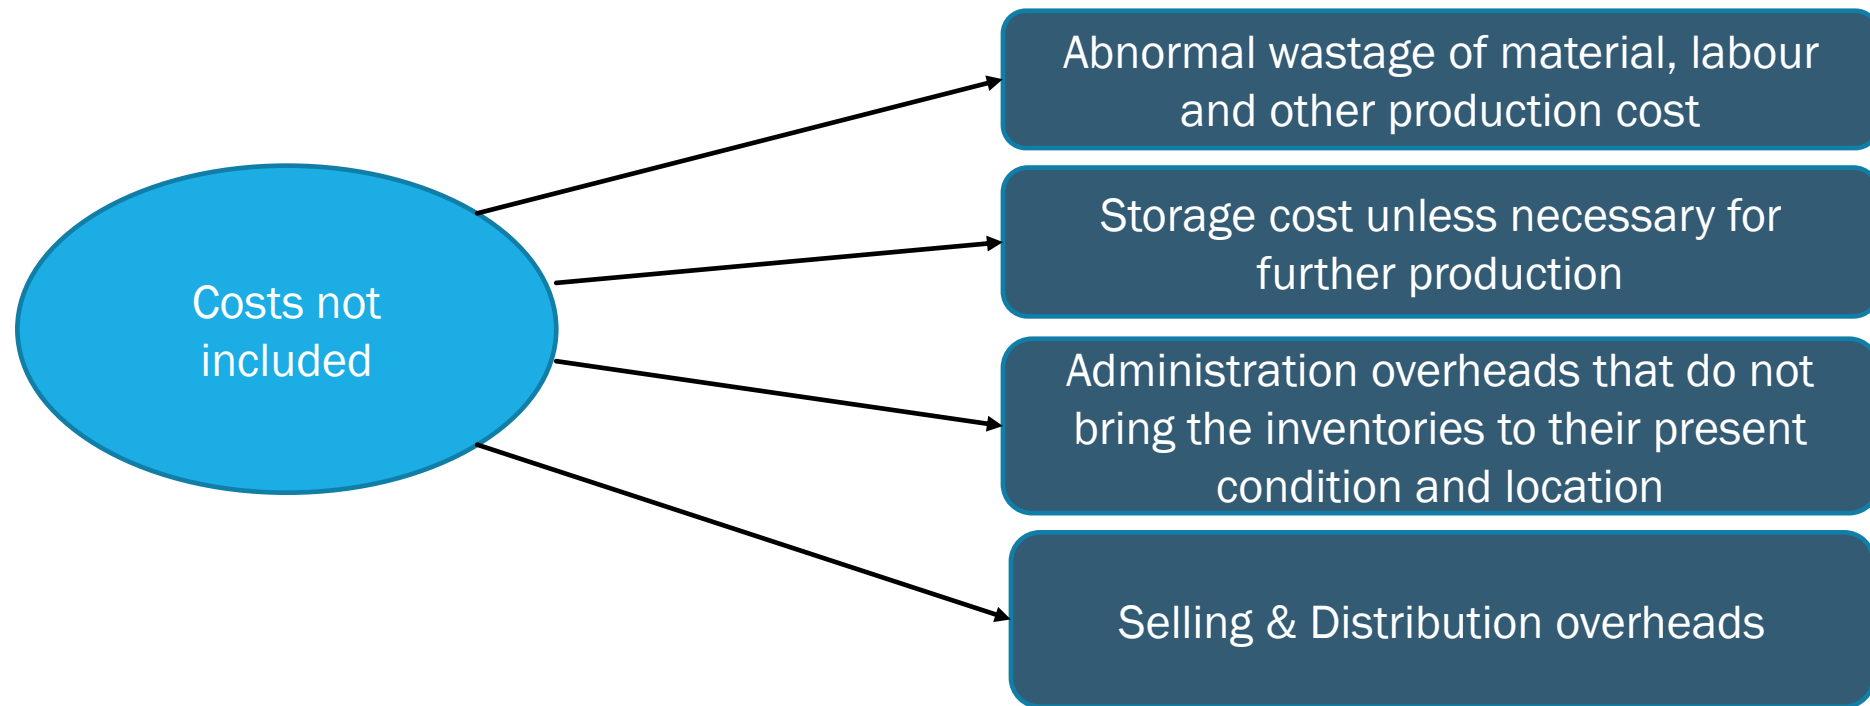 Costs not
included
Abnormal wastage of material, labour
and other production cost
Storage cost unless necessary for
further production
Administration overheads that do not
bring the inventories to their present
condition and location
Selling & Distribution overheads